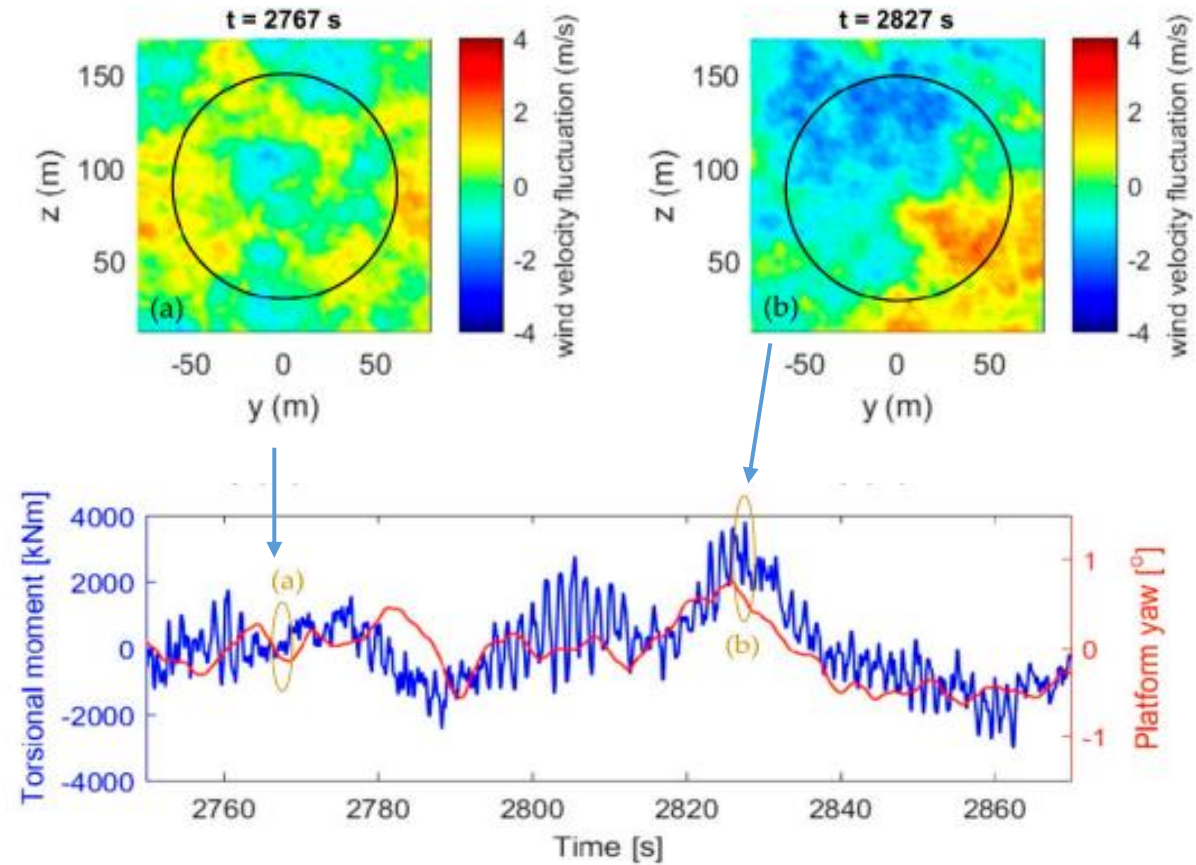 t = 2767 s
150
100
50
z (m)
-50 0 50
y (m)
(a)
4
2
0
-2
-4
wind velocity fluctuation (m/s)
t = 2827 s
150
100
50
z (m)
-50 0 50
y (m)
(b)
4
2
0
-2
-4
wind velocity fluctuation (m/s)
Torsional moment [kNm]
4000
2000
0
-2000
-4000
(a)
(b)
1
0
-1
Platform yaw [°]
2760 2780 2800 2820 2840 2860
Time [s]